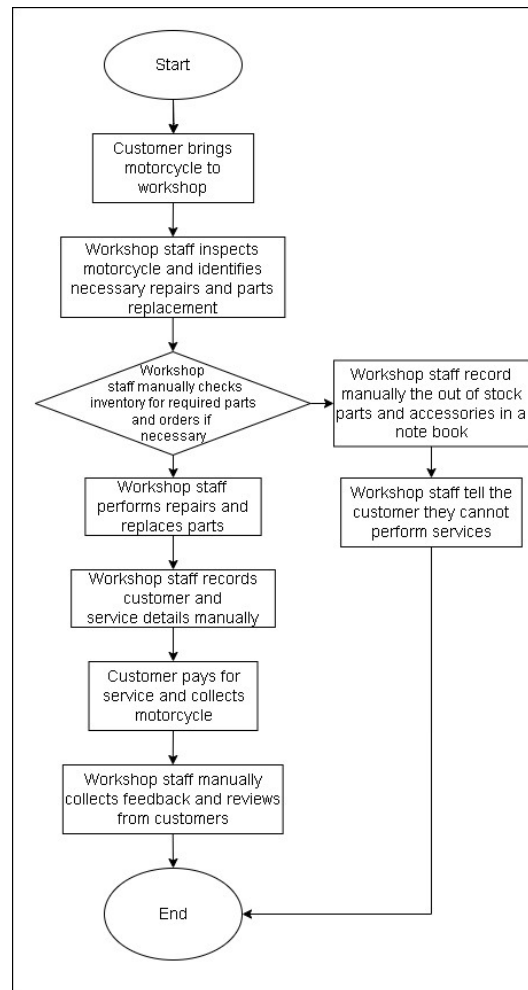 Start
Customer brings
motorcycle to
workshop
Workshop staff inspects
motorcycle and identifies
necessary repairs and parts
replacement
Workshop
staff manually checks
inventory for required parts
and orders if
necessary
Workshop staff record
manually the out of stock
parts and accessories in a
note book
Workshop staff
performs repairs and
replaces parts
Workshop staff tell the
customer they cannot
perform services
Workshop staff records
customer and
service details manually
Customer pays for
service and collects
motorcycle
Workshop staff manually
collects feedback and reviews
from customers
End